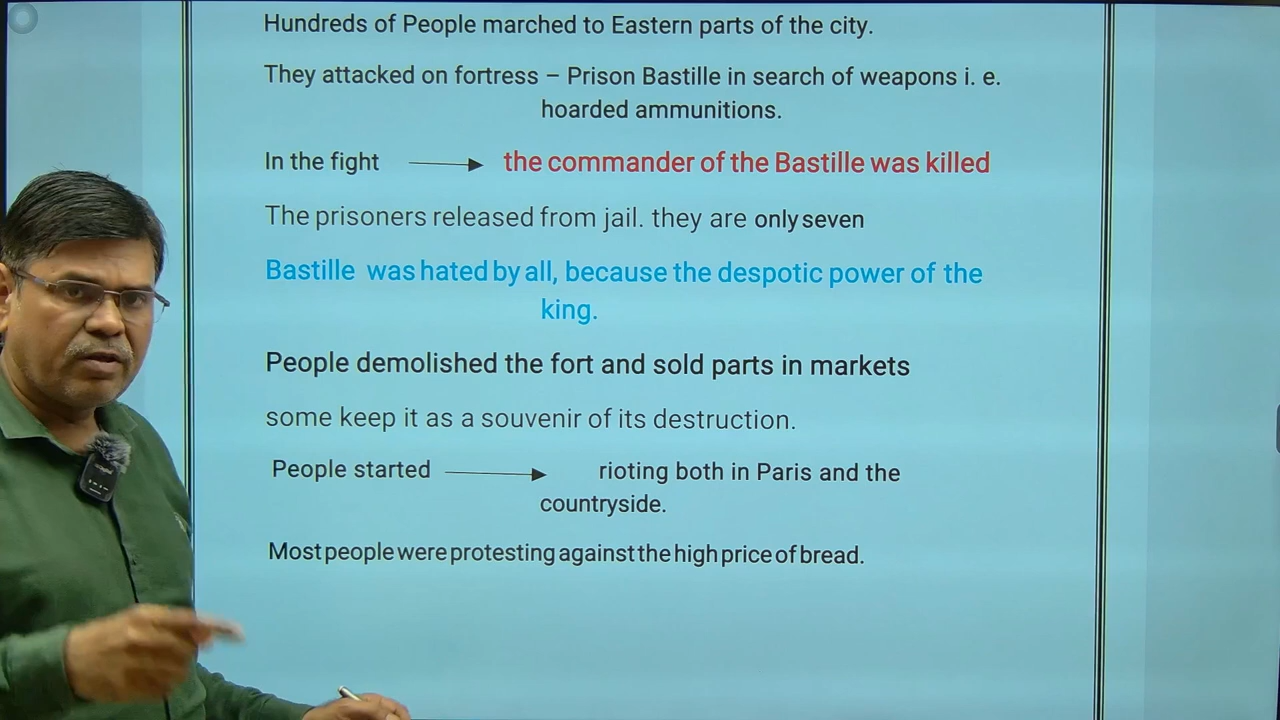 Hundreds of People marched to Eastern parts of the city.
They attacked on fortress – Prison Bastille in search of weapons i. e.
hoarded ammunitions.
In the fight the commander of the Bastille was killed
The prisoners released from jail. they are only seven
Bastille was hated by all, because the despotic power of the
king.
People demolished the fort and sold parts in markets
some keep it as a souvenir of its destruction.
People started rioting both in Paris and the
countryside.
Most people were protesting against the high price of bread.